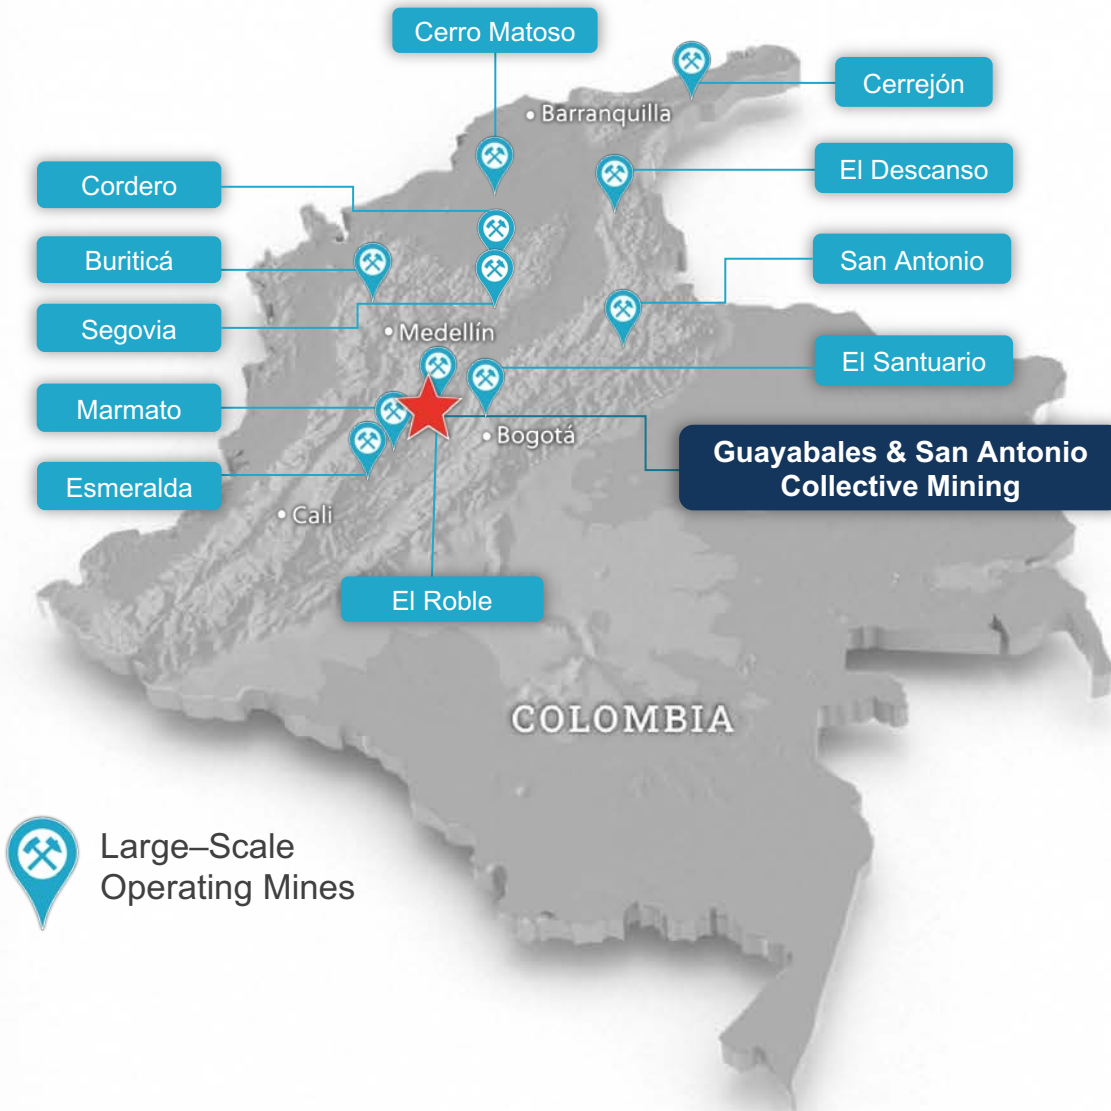 Cerro Matoso
Cerrejón
Barranquilla
El Descanso
Cordero
Buriticá
San Antonio
Segovia
Medellín
El Santuario
Marmato
Bogotá
Guayabales & San Antonio
Collective Mining
Esmeralda
Cali
El Roble
COLOMBIA
Large–Scale
Operating Mines